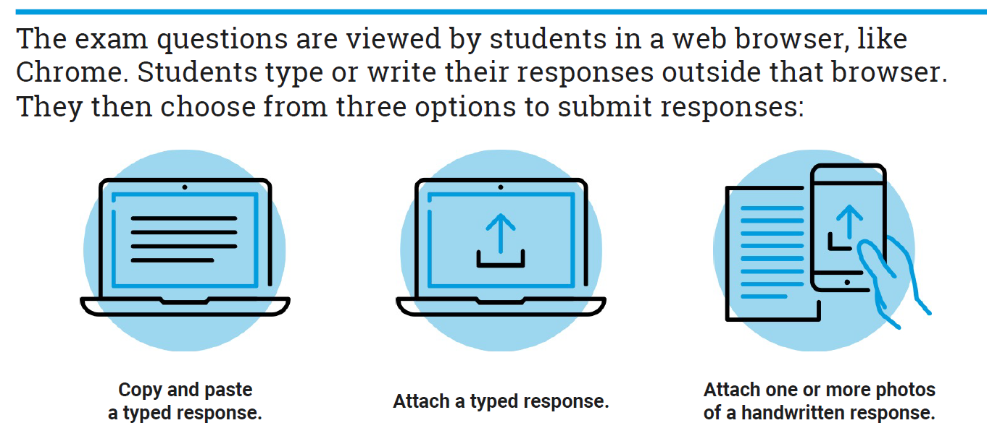 The exam questions are viewed by students in a web browser, like
Chrome. Students type or write their responses outside that browser.
They then choose from three options to submit responses:
Copy and paste
a typed response.
Attach a typed response.
Attach one or more photos
of a handwritten response.